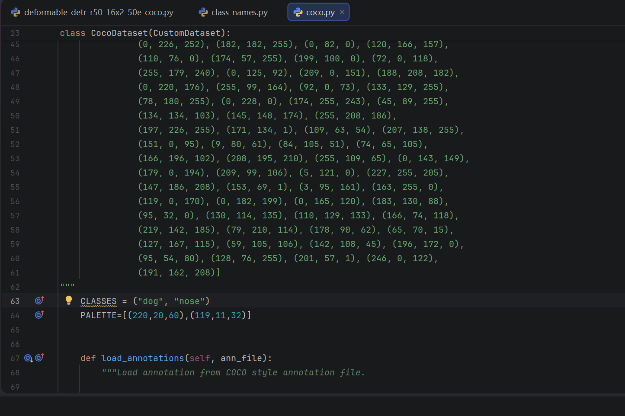 deformable_detr_r50_16x2_50e_coco.py class_names.py coco.py ×
23 class CocoDataset(CustomDataset):
45 (0, 226, 252), (182, 182, 255), (0, 82, 0), (120, 166, 157),
46 (110, 76, 0), (174, 57, 255), (199, 100, 0), (72, 0, 118),
47 (255, 179, 240), (0, 125, 92), (209, 0, 151), (188, 208, 182),
48 (0, 220, 176), (255, 99, 164), (92, 0, 73), (133, 129, 255),
49 (78, 180, 255), (0, 228, 0), (174, 255, 243), (45, 89, 255),
50 (134, 134, 103), (145, 148, 174), (255, 208, 186),
51 (197, 226, 255), (171, 134, 1), (109, 63, 54), (207, 138, 255),
52 (151, 0, 95), (9, 80, 61), (84, 105, 51), (74, 65, 105),
53 (166, 196, 102), (208, 195, 210), (255, 109, 65), (0, 143, 149),
54 (179, 0, 194), (209, 99, 106), (5, 121, 0), (227, 255, 205),
55 (147, 186, 208), (153, 69, 1), (3, 95, 161), (163, 255, 0),
56 (119, 0, 170), (0, 182, 199), (0, 165, 120), (183, 130, 88),
57 (95, 32, 0), (130, 114, 135), (110, 129, 133), (166, 74, 118),
58 (219, 142, 185), (79, 210, 114), (178, 90, 62), (65, 70, 15),
59 (127, 167, 115), (59, 105, 106), (142, 108, 45), (196, 172, 0),
60 (95, 54, 80), (128, 76, 255), (201, 57, 1), (246, 0, 122),
61 (191, 162, 208)]
62 """
63 CLASSES = ("dog", "nose")
64 PALETTE=[(220,20,60),(119,11,32)]
65
66
67 def load_annotations(self, ann_file):
68 """Load annotation from COCO style annotation file.
69